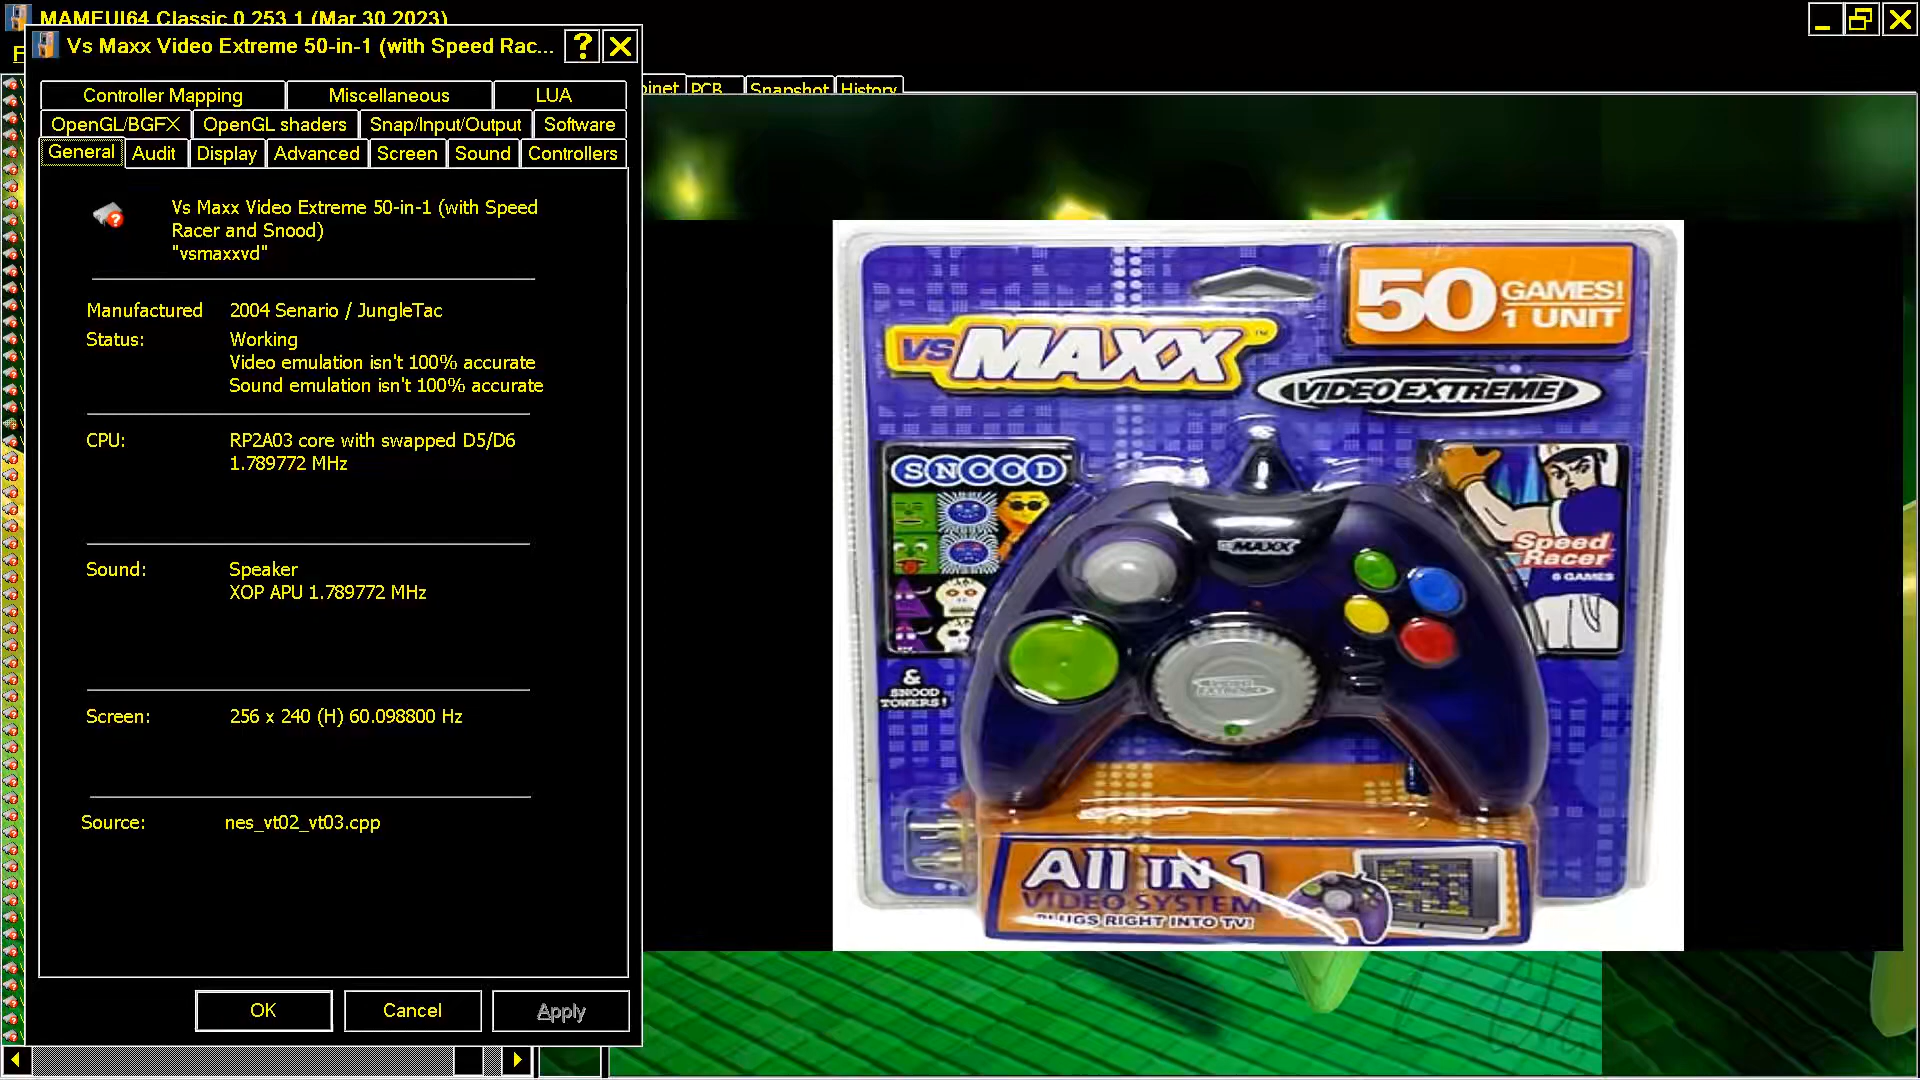 MAMEUI64 Classic 0.253.1 (Mar 30 2023)
Vs Maxx Video Extreme 50-in-1 (with Speed Rac...
F
Controller Mapping Miscellaneous LUA
OpenGL/BGFX OpenGL shaders Snap/Input/Output Software
General Audit Display Advanced Screen Sound Controllers
PCB Snapshot History
Vs Maxx Video Extreme 50-in-1 (with Speed
Racer and Snood)
"vsmaxxvd"
Manufactured 2004 Senario / JungleTac
Status: Working
Video emulation isn't 100% accurate
Sound emulation isn't 100% accurate
CPU: RP2A03 core with swapped D5/D6
1.789772 MHz
Sound: Speaker
XOP APU 1.789772 MHz
Screen: 256 x 240 (H) 60.098800 Hz
Source: nes_vt02_vt03.cpp
OK Cancel Apply
50 GAMES!
1 UNIT
VS MAXX TM
VIDEO EXTREME
SNOOD
MAXX
Speed
Racer
6 GAMES
&
SNOOD
TOWERS!
All IN 1
VIDEO SYSTEM
PLUGS RIGHT INTO TV!